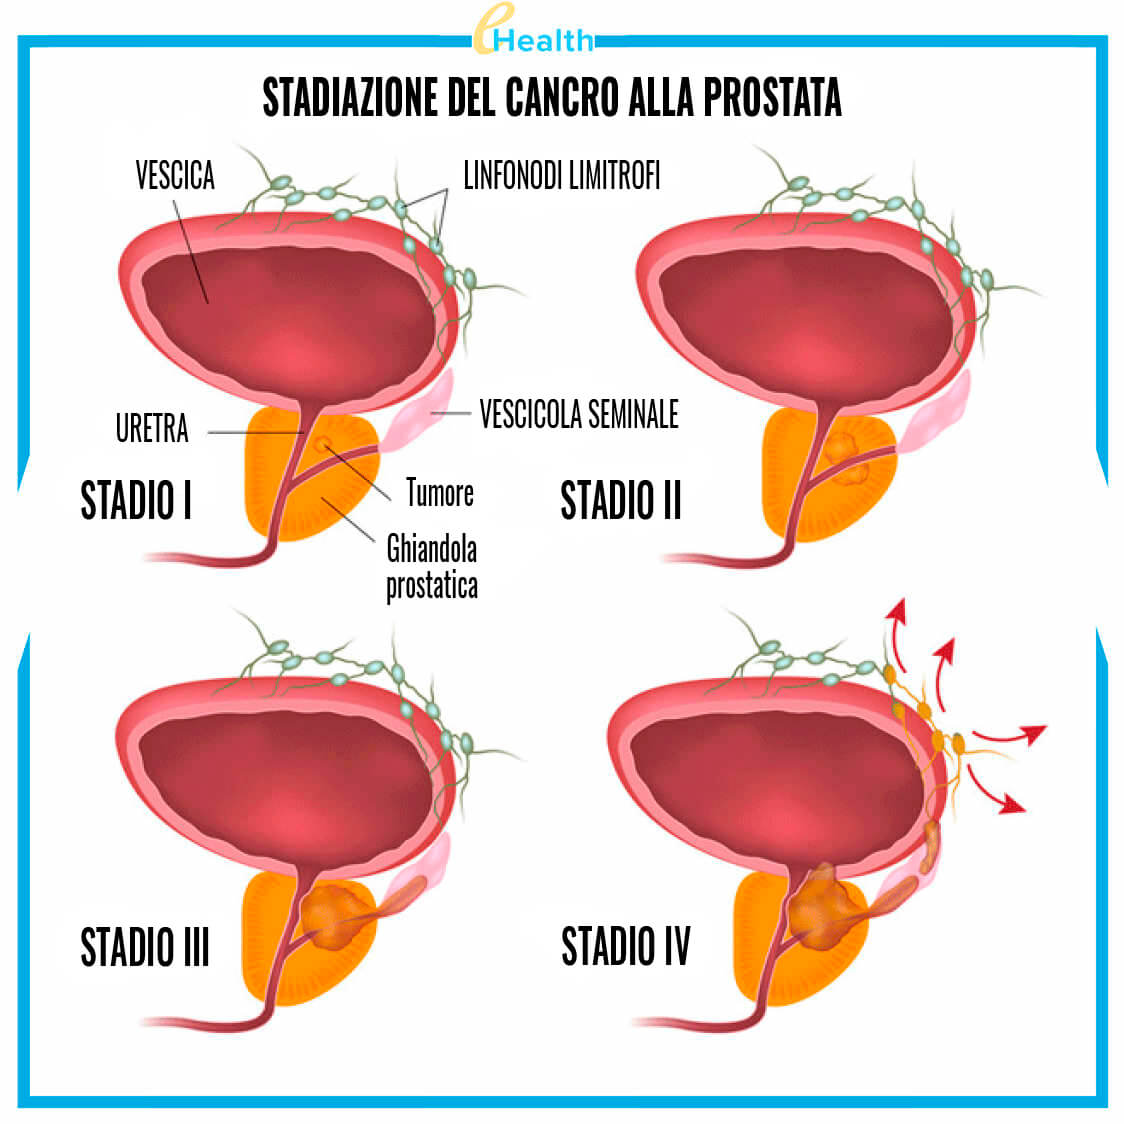 eHealth
STADIAZIONE DEL CANCRO ALLA PROSTATA
VESCICA
LINFONODI LIMITROFI
URETRA
VESCICOLA SEMINALE
STADIO I
Tumore
Ghiandola
prostatica
STADIO II
STADIO III
STADIO IV